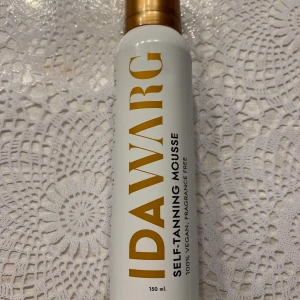 IDA WARG
SELF-TANNING MOUSSE
100% VEGAN, FRAGRANCE FREE
150 ml.